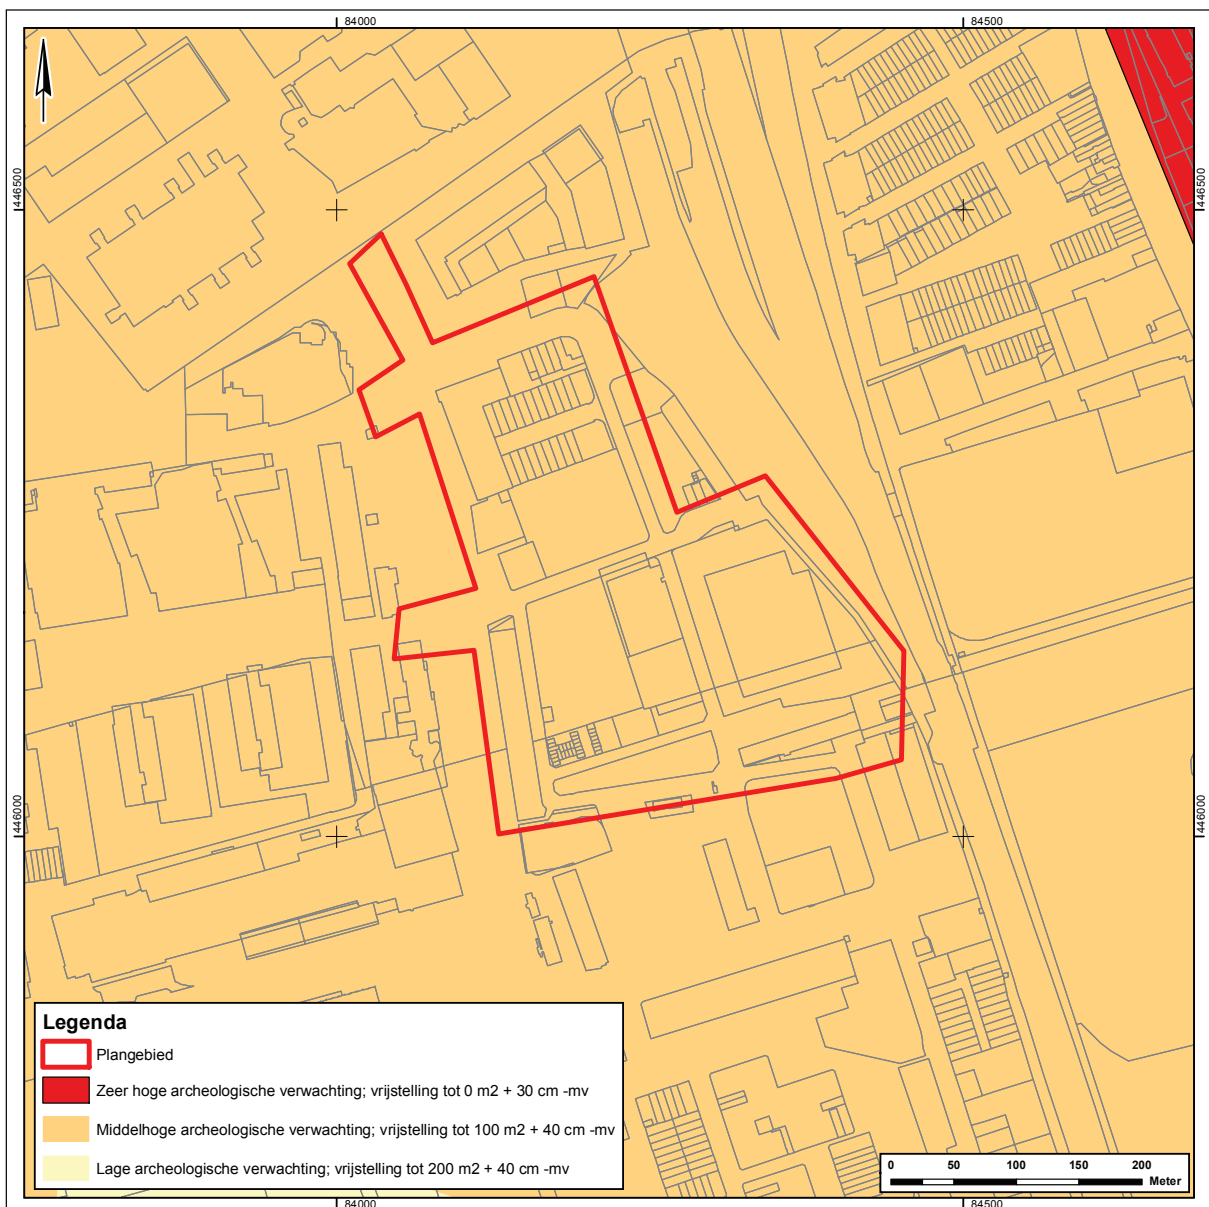 84000
84500
446500
446500
446000
446000
Legenda
Plangebied
Zeer hoge archeologische verwachting; vrijstelling tot 0 m2 + 30 cm -mv
Middelhoge archeologische verwachting; vrijstelling tot 100 m2 + 40 cm -mv
Lage archeologische verwachting; vrijstelling tot 200 m2 + 40 cm -mv
0 50 100 150 200
Meter
84000
84500